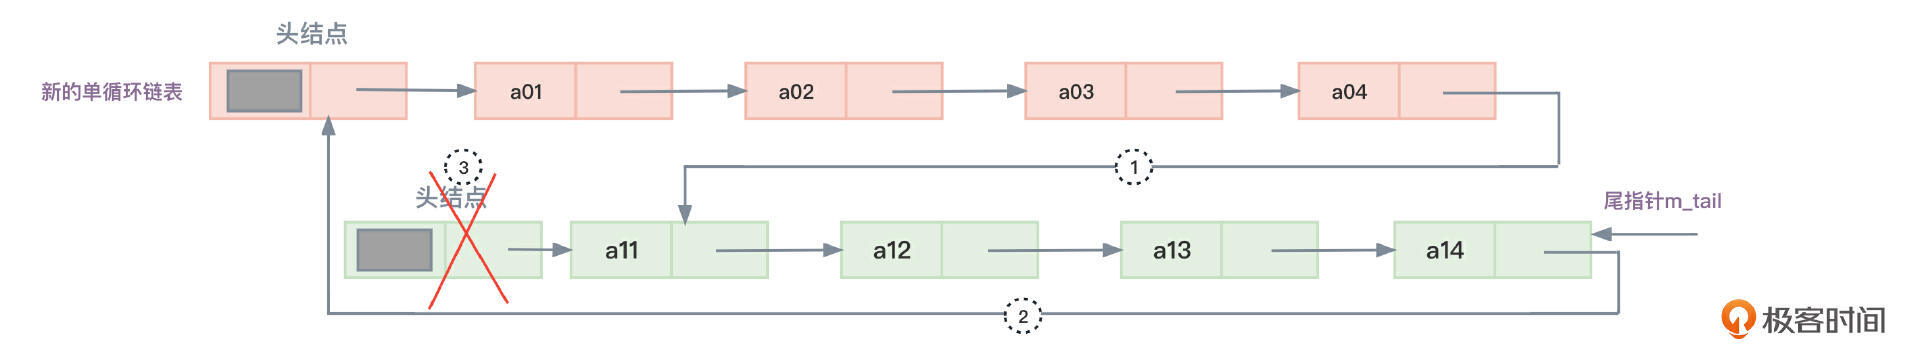 头结点
新的单循环链表
a01
a02
a03
a04
3
1
头结点
尾指针m_tail
a11
a12
a13
a14
2
极客时间